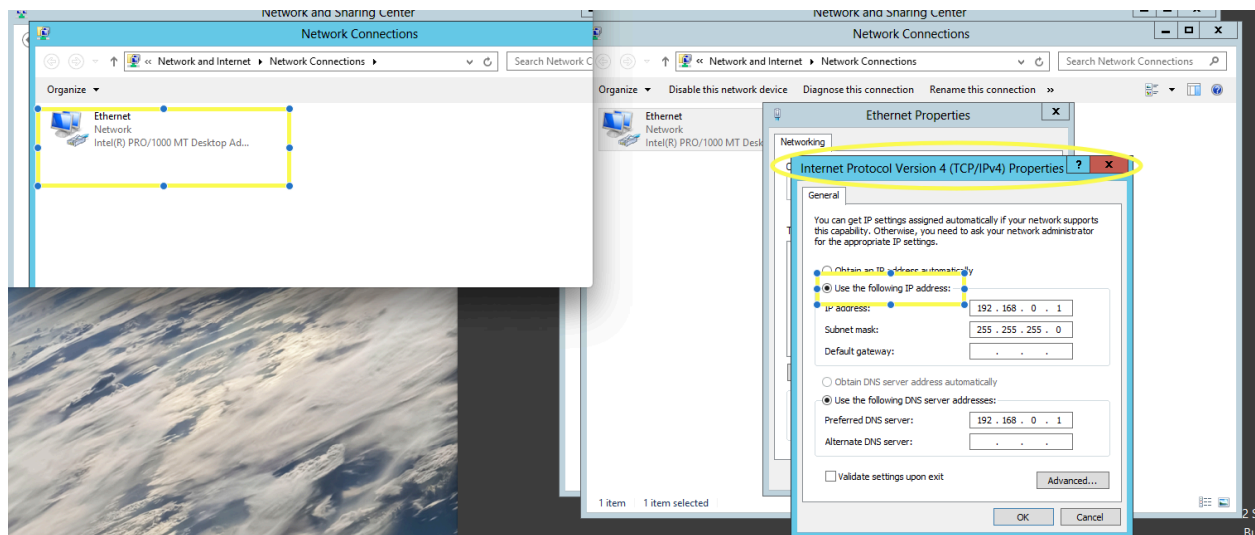 Network and Sharing Center
Network Connections
« Network and Internet ▸ Network Connections ▸
Search Network C
Organize ▾
Ethernet
Network
Intel(R) PRO/1000 MT Desktop Ad...
Network and Sharing Center
Network Connections
« Network and Internet ▸ Network Connections
Search Network Connections
Organize ▾ Disable this network device Diagnose this connection Rename this connection »
Ethernet
Network
Intel(R) PRO/1000 MT Desk
Ethernet Properties
Networking
Internet Protocol Version 4 (TCP/IPv4) Properties
General
You can get IP settings assigned automatically if your network supports
this capability. Otherwise, you need to ask your network administrator
for the appropriate IP settings.
Obtain an IP address automatically
Use the following IP address:
IP address: 192 . 168 . 0 . 1
Subnet mask: 255 . 255 . 255 . 0
Default gateway: . . .
Obtain DNS server address automatically
Use the following DNS server addresses:
Preferred DNS server: 192 . 168 . 0 . 1
Alternate DNS server: . . .
Validate settings upon exit
Advanced...
OK Cancel
1 item 1 item selected